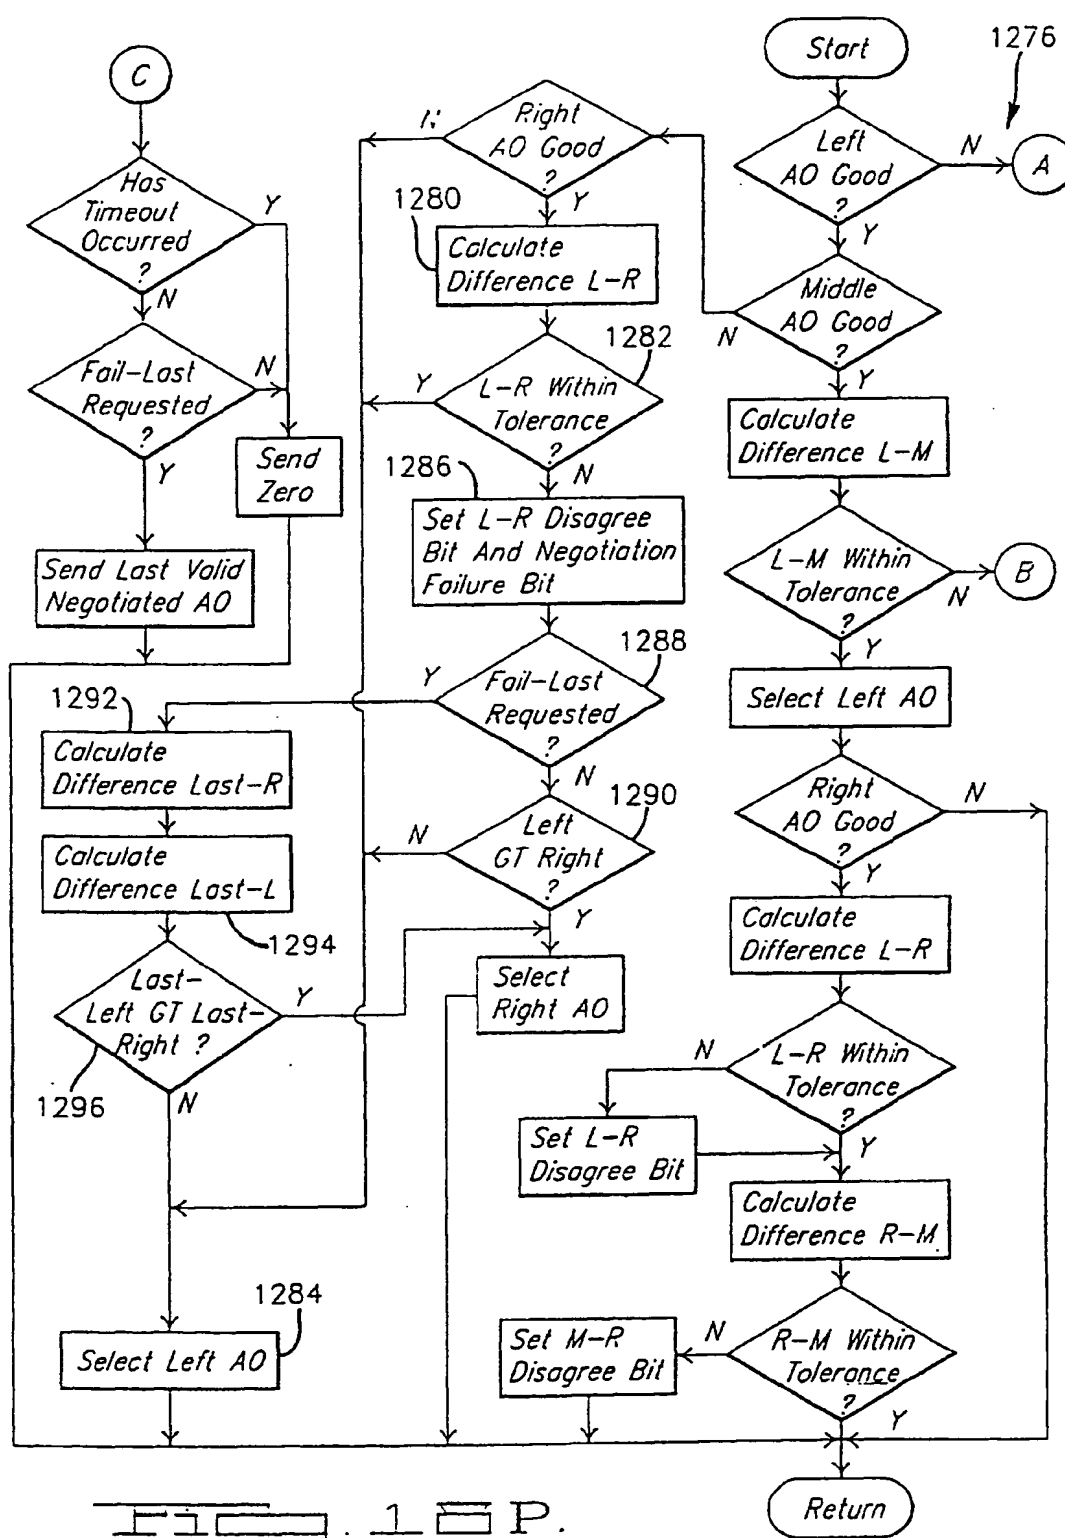 Start
1276
C
Right
AO Good
?
N
Y
Left
AO Good
?
N
A
Y
Has
Timeout
Occurred
?
Y
N
1280
Calculate
Difference L-R
Middle
AO Good
?
N
Y
1282
Fail-Last
Requested
?
N
Y
L-R Within
Tolerance
?
Y
N
Calculate
Difference L-M
Send
Zero
1286
Set L-R Disagree
Bit And Negotiation
Failure Bit
L-M Within
Tolerance
?
N
B
Y
Send Last Valid
Negotiated AO
1288
Fail-Last
Requested
?
Y
N
Select Left AO
1292
Calculate
Difference Last-R
1290
Left
GT Right
?
N
Y
Right
AO Good
?
N
Y
Calculate
Difference Last-L
1294
Calculate
Difference L-R
Last-
Left GT Last-
Right ?
Y
N
1296
Select
Right AO
L-R Within
Tolerance
?
N
Y
Set L-R
Disagree Bit
Calculate
Difference R-M
1284
Select Left AO
Set M-R
Disagree Bit
R-M Within
Tolerance
?
N
Y
Return